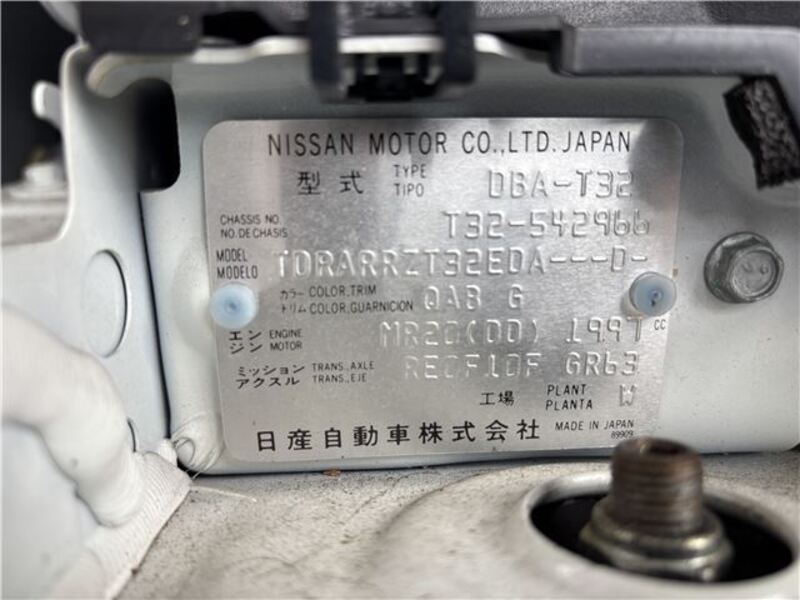 NISSAN MOTOR CO.,LTD. JAPAN
型式 TYPE TIPO DBA-T32
CHASSIS NO. NO. DE CHASIS T32-542966
MODEL MODELO TDRARRZT32EDA---D-
カラー トリム COLOR,TRIM COLOR,GUARNICION QAB G
エンジン ENGINE MOTOR MR20(DD) 1997 CC
ミッション アクスル TRANS.,AXLE TRANS.,EJE RE0F10F GR63
工場 PLANT PLANTA W
日産自動車株式会社 MADE IN JAPAN
89909